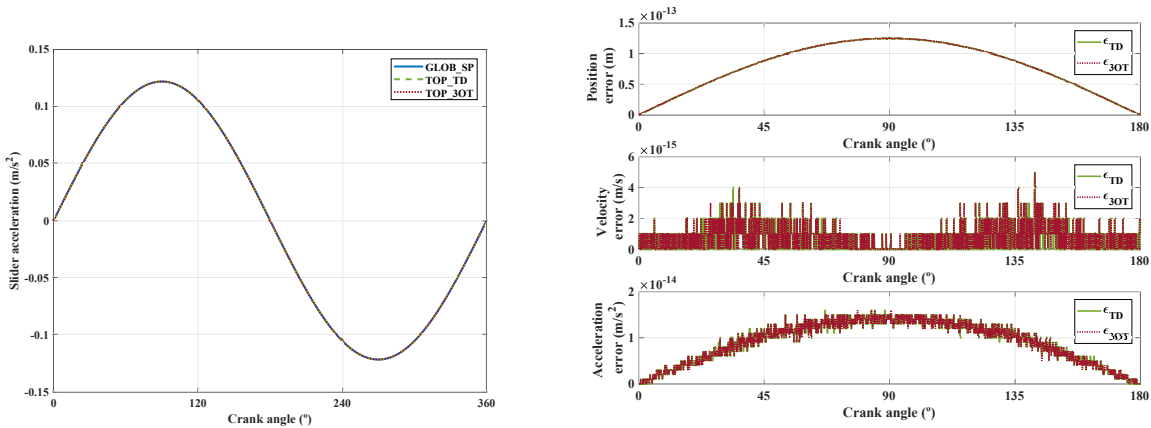 0.15
0.1
0.05
0
-0.05
-0.1
-0.15
Slider acceleration (m/s²)
GLOB_SP
TOP_TD
TOP_3OT
0 120 240 360
Crank angle (º)
×10⁻¹³
1.5
1
0.5
0
Position
error (m)
ϵTD
ϵ3OT
0 45 90 135 180
Crank angle (º)
×10⁻¹⁵
6
4
2
0
Velocity
error (m/s)
ϵTD
ϵ3OT
0 45 90 135 180
Crank angle (º)
×10⁻¹⁴
2
1
0
Acceleration
error (m/s²)
ϵTD
ϵ3OT
0 45 90 135 180
Crank angle (º)